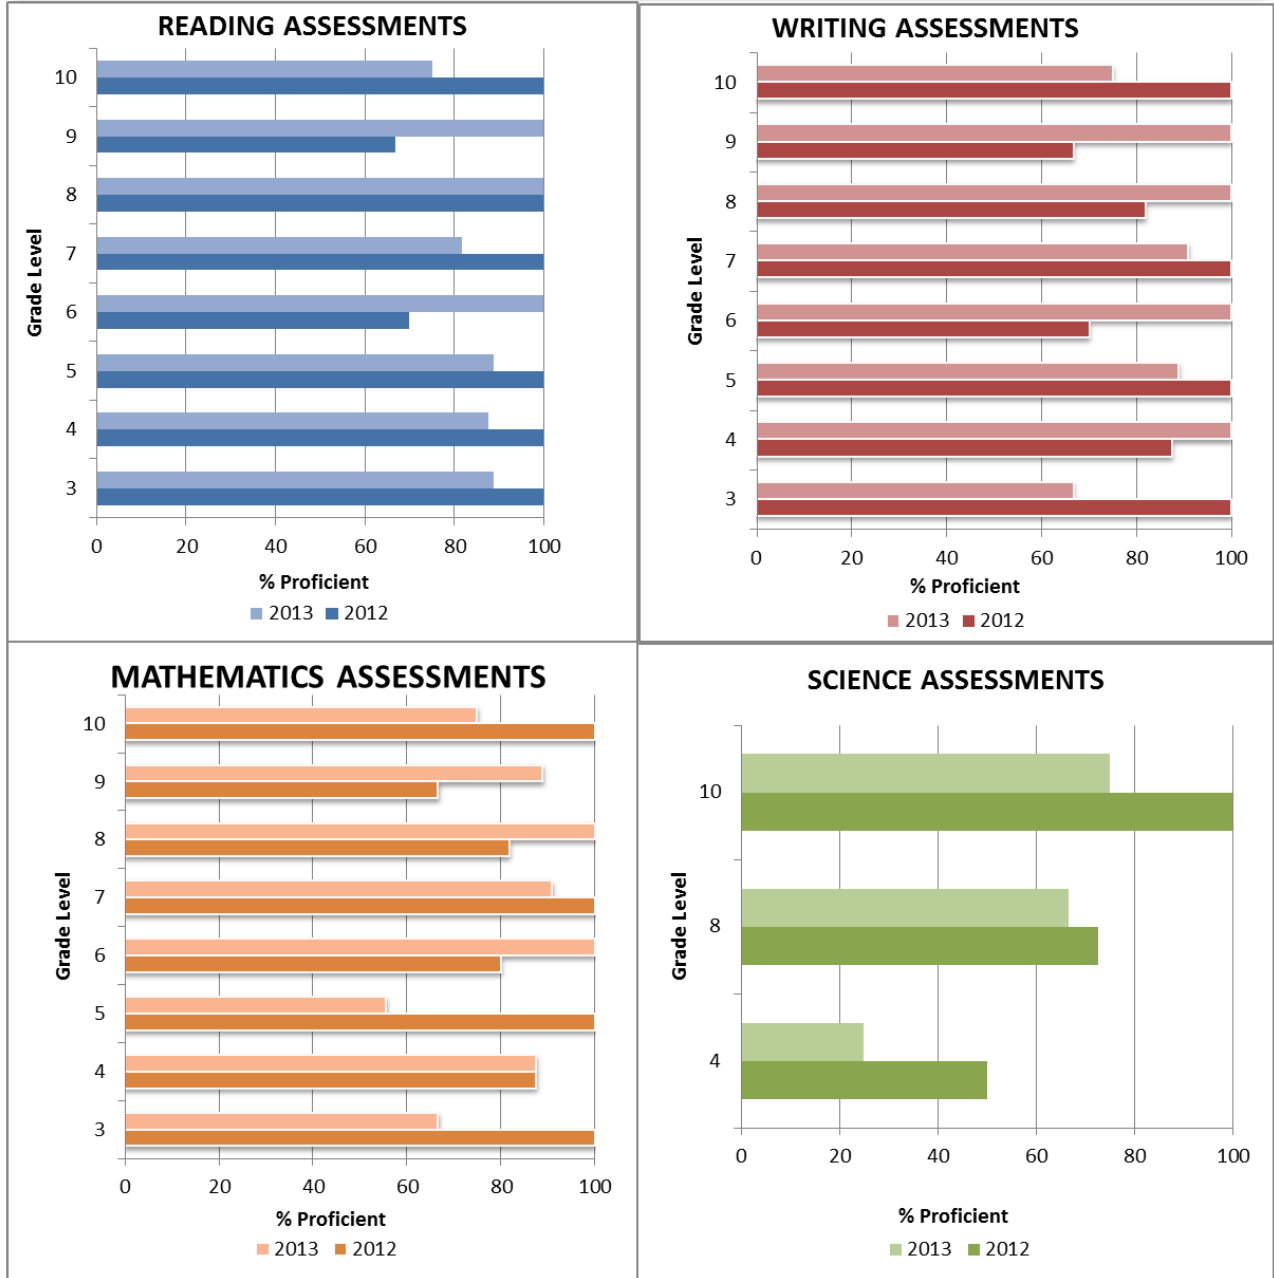 READING ASSESSMENTS
10
9
8
7
6
5
4
3
Grade Level
0 20 40 60 80 100
% Proficient
2013 2012
WRITING ASSESSMENTS
10
9
8
7
6
5
4
3
Grade Level
0 20 40 60 80 100
% Proficient
2013 2012
MATHEMATICS ASSESSMENTS
10
9
8
7
6
5
4
3
Grade Level
0 20 40 60 80 100
% Proficient
2013 2012
SCIENCE ASSESSMENTS
10
8
4
Grade Level
0 20 40 60 80 100
% Proficient
2013 2012